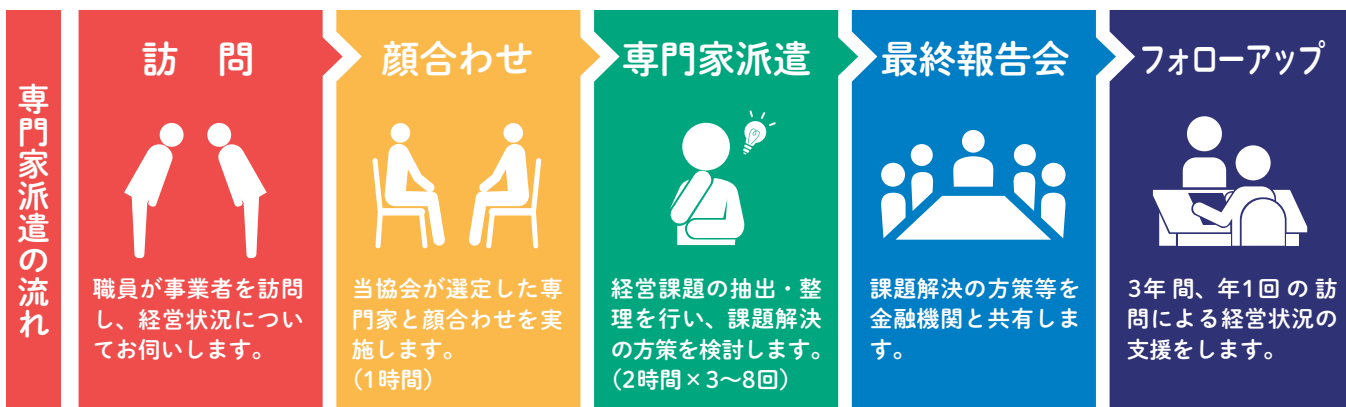 専門家派遣の流れ
訪　問
職員が事業者を訪問
し、経営状況につい
てお伺いします。
顔合わせ
当協会が選定した専
門家と顔合わせを実
施します。
（1時間）
専門家派遣
経営課題の抽出・整
理を行い、課題解決
の方策を検討します。
（2時間×3～8回）
最終報告会
課題解決の方策等を
金融機関と共有しま
す。
フォローアップ
3年間、年1回の訪
問による経営状況の
支援をします。